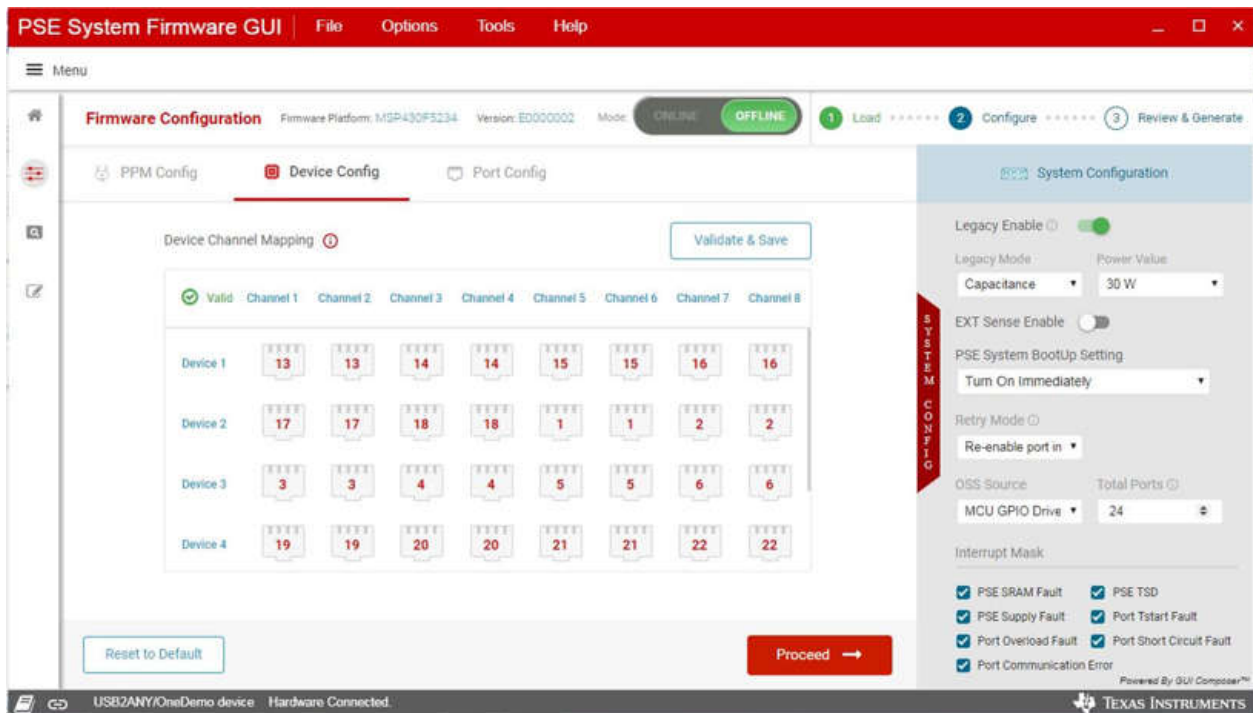 PSE System Firmware GUI File Options Tools Help
Menu
Firmware Configuration Firmware Platform: MSP430F5234 Version: E0000002 Mode: ONLINE OFFLINE 1 Load 2 Configure 3 Review & Generate
PPM Config Device Config Port Config
System Configuration
Device Channel Mapping
Validate & Save
Valid Channel 1 Channel 2 Channel 3 Channel 4 Channel 5 Channel 6 Channel 7 Channel 8
Device 1 13 13 14 14 15 15 16 16
Device 2 17 17 18 18 1 1 2 2
Device 3 3 3 4 4 5 5 6 6
Device 4 19 19 20 20 21 21 22 22
Reset to Default
Proceed
SYSTEM CONFIG
Legacy Enable
Legacy Mode Power Value
Capacitance 30 W
EXT Sense Enable
PSE System BootUp Setting
Turn On Immediately
Retry Mode
Re-enable port in
OSS Source Total Ports
MCU GPIO Drive 24
Interrupt Mask
PSE SRAM Fault PSE TSD
PSE Supply Fault Port Tstart Fault
Port Overload Fault Port Short Circuit Fault
Port Communication Error
Powered By GUI Composer™
USB2ANY/OneDemo device Hardware Connected.
TEXAS INSTRUMENTS